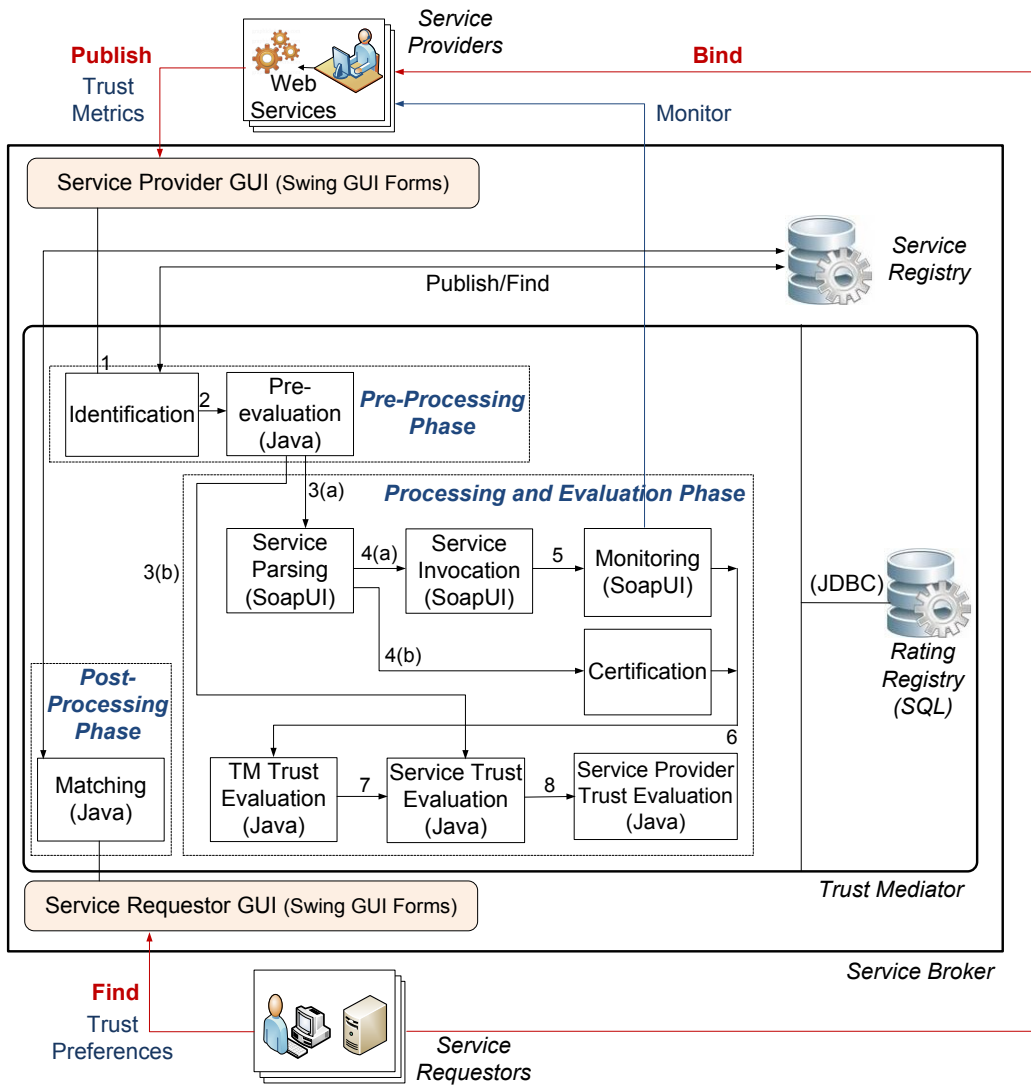 Service
Providers
Publish
Trust
Metrics
Web
Services
Bind
Monitor
Service Provider GUI (Swing GUI Forms)
Service
Registry
Publish/Find
1
Identification
2
Pre-
evaluation
(Java)
Pre-Processing
Phase
3(a)
Processing and Evaluation Phase
3(b)
Service
Parsing
(SoapUI)
4(a)
Service
Invocation
(SoapUI)
5
Monitoring
(SoapUI)
(JDBC)
4(b)
Certification
Rating
Registry
(SQL)
Post-
Processing
Phase
6
Matching
(Java)
TM Trust
Evaluation
(Java)
7
Service Trust
Evaluation
(Java)
8
Service Provider
Trust Evaluation
(Java)
Trust Mediator
Service Requestor GUI (Swing GUI Forms)
Service Broker
Find
Trust
Preferences
Service
Requestors